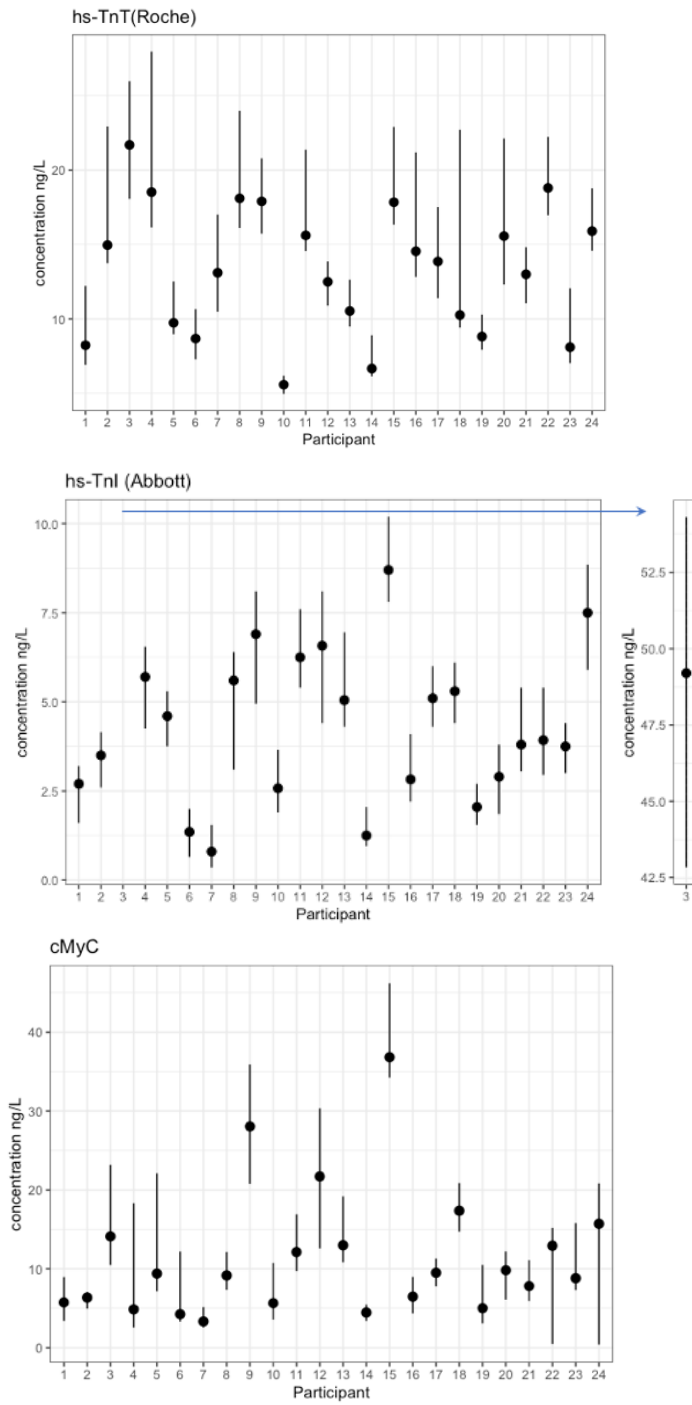 hs-TnT(Roche)
concentration ng/L
20
10
1 2 3 4 5 6 7 8 9 10 11 12 13 14 15 16 17 18 19 20 21 22 23 24
Participant
hs-TnI (Abbott)
concentration ng/L
10.0
7.5
5.0
2.5
0.0
1 2 3 4 5 6 7 8 9 10 11 12 13 14 15 16 17 18 19 20 21 22 23 24
Participant
concentration ng/L
52.5
50.0
47.5
45.0
42.5
3
cMyC
concentration ng/L
40
30
20
10
0
1 2 3 4 5 6 7 8 9 10 11 12 13 14 15 16 17 18 19 20 21 22 23 24
Participant